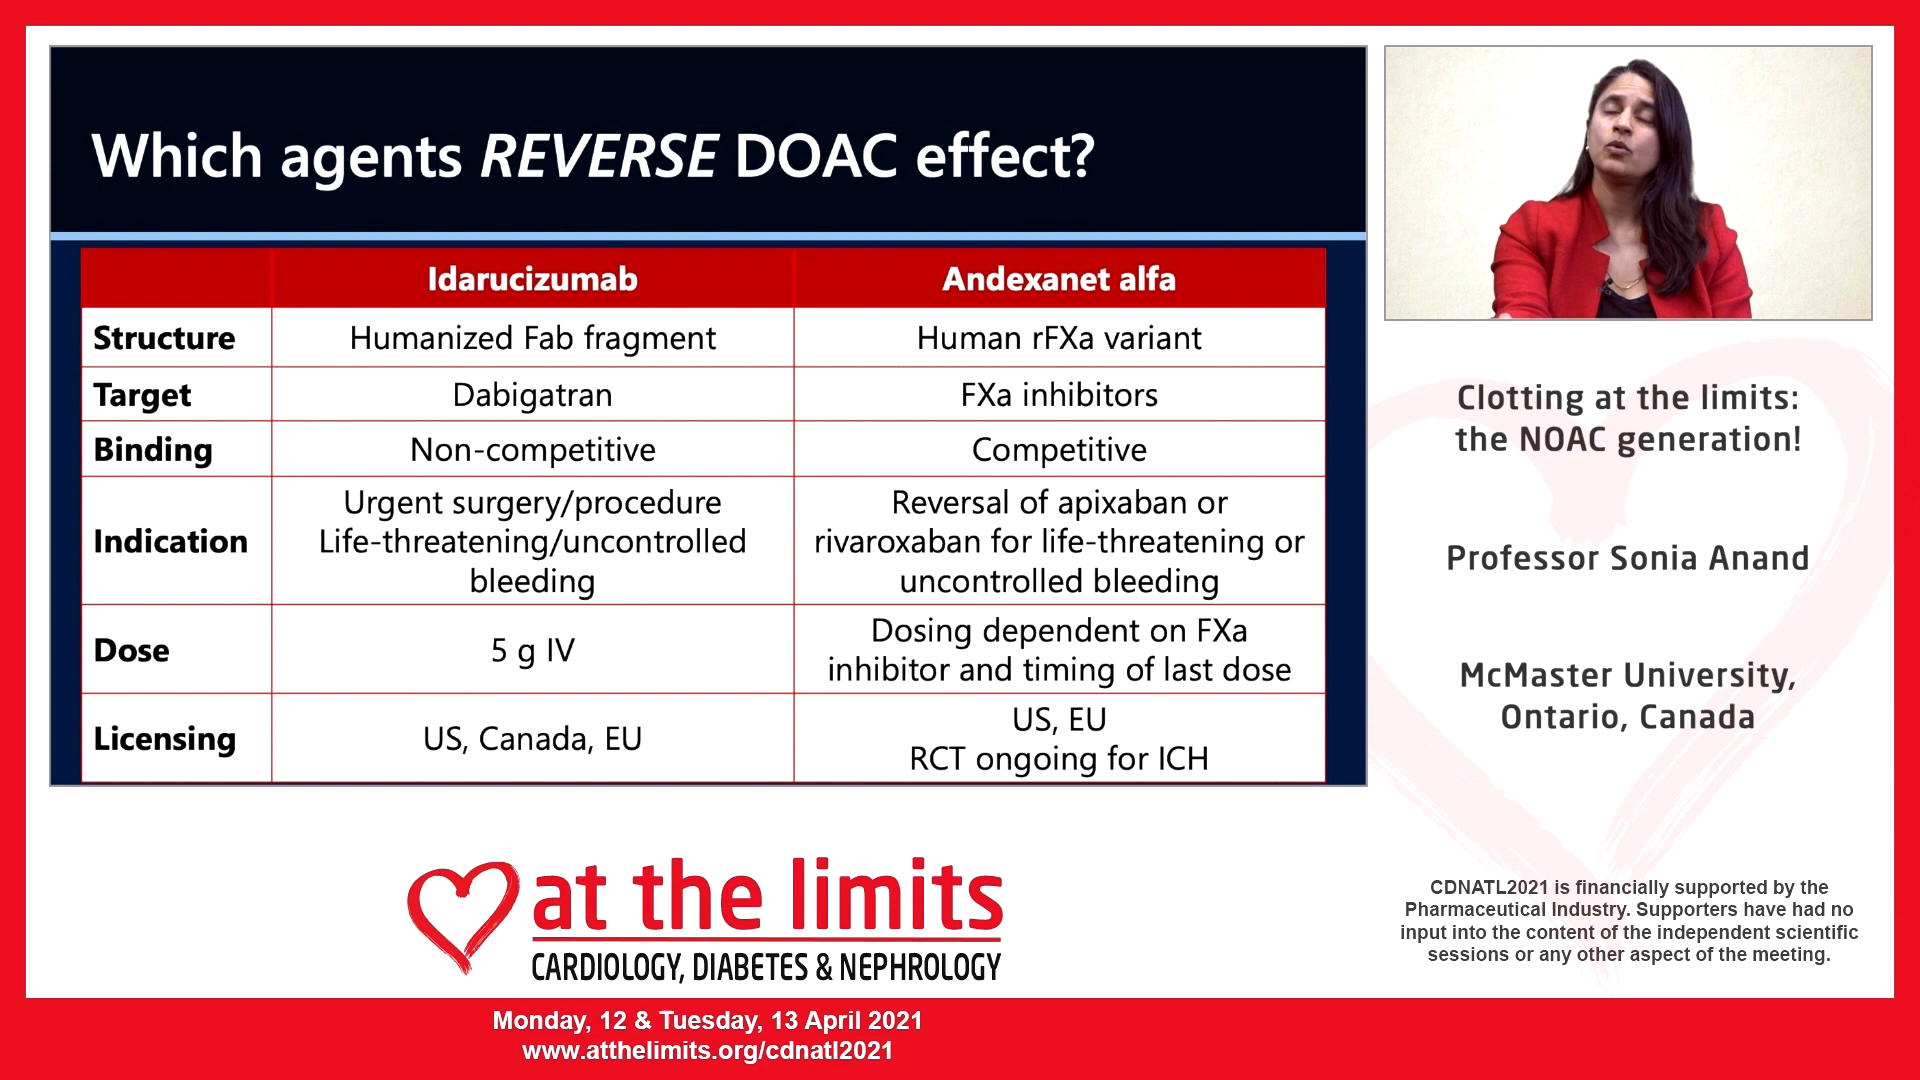 Which agents REVERSE DOAC effect?
Idarucizumab
Andexanet alfa
Structure
Humanized Fab fragment
Human rFXa variant
Target
Dabigatran
FXa inhibitors
Binding
Non-competitive
Competitive
Indication
Urgent surgery/procedure
Life-threatening/uncontrolled
bleeding
Reversal of apixaban or
rivaroxaban for life-threatening or
uncontrolled bleeding
Dose
5 g IV
Dosing dependent on FXa
inhibitor and timing of last dose
Licensing
US, Canada, EU
US, EU
RCT ongoing for ICH
Clotting at the limits:
the NOAC generation!
Professor Sonia Anand
McMaster University,
Ontario, Canada
at the limits
CARDIOLOGY, DIABETES & NEPHROLOGY
CDNATL2021 is financially supported by the
Pharmaceutical Industry. Supporters have had no
input into the content of the independent scientific
sessions or any other aspect of the meeting.
Monday, 12 & Tuesday, 13 April 2021
www.atthelimits.org/cdnatl2021